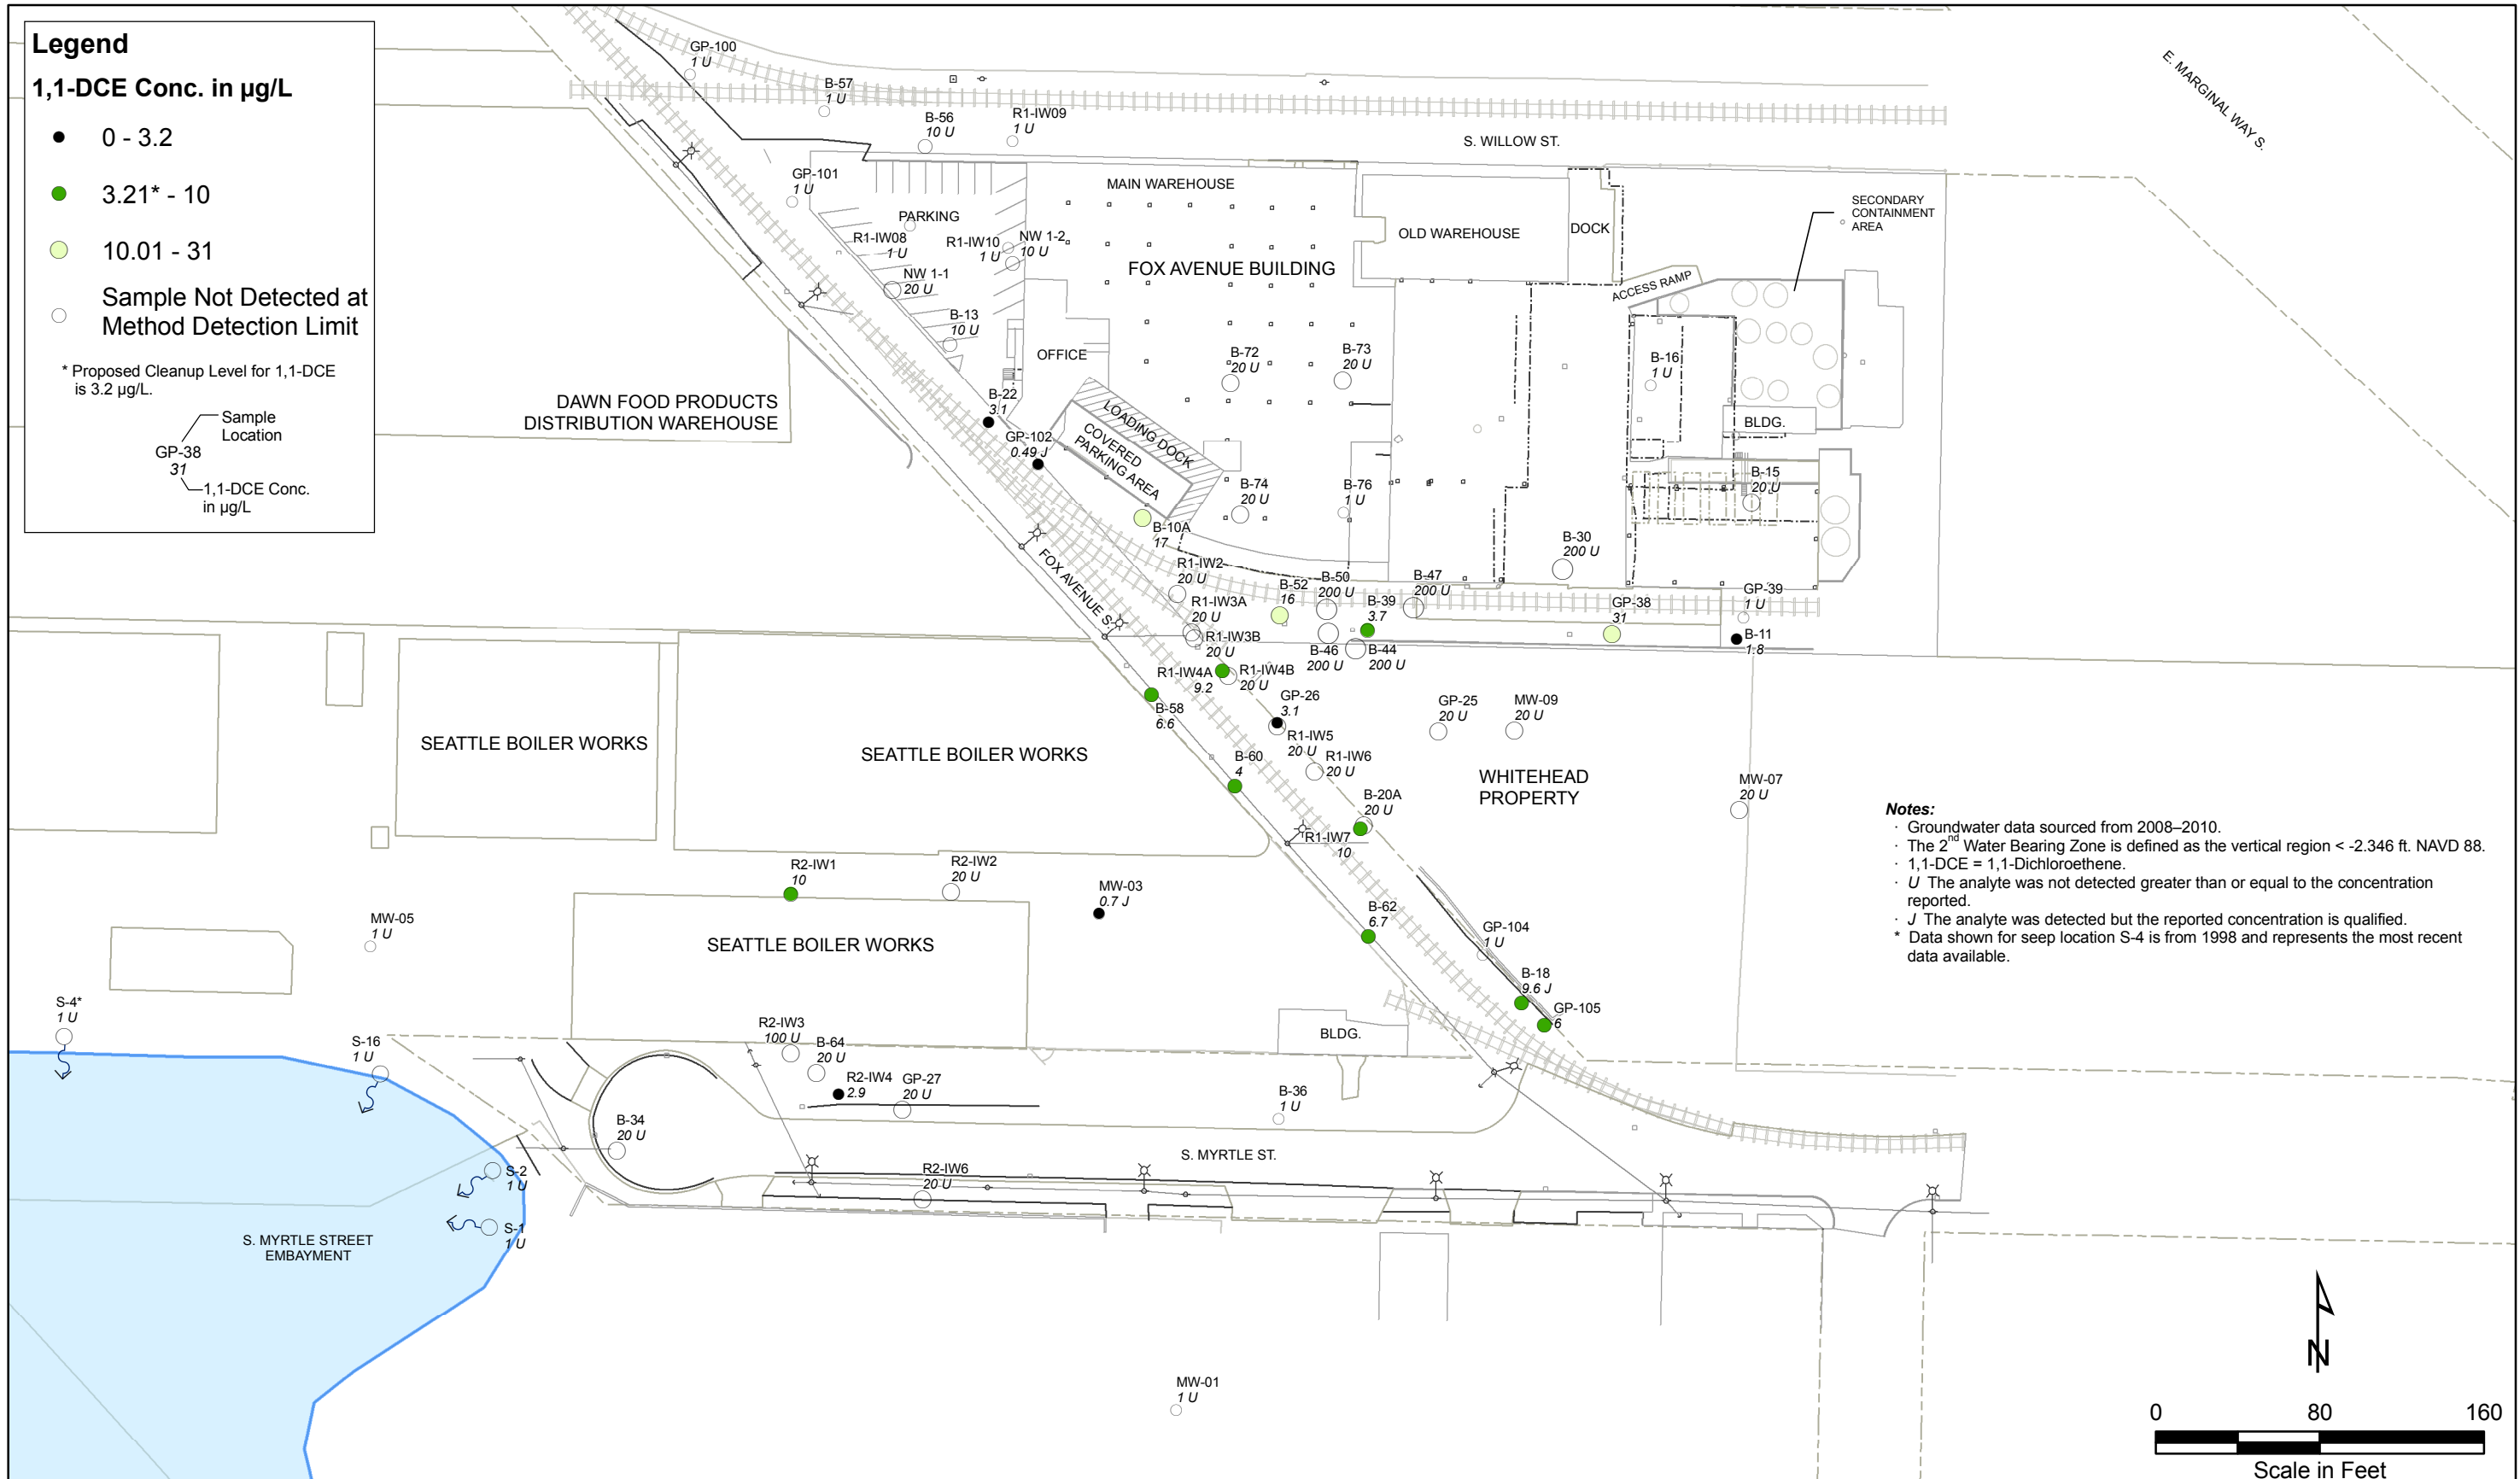 Legend
1,1-DCE Conc. in µg/L
0 - 3.2
3.21* - 10
10.01 - 31
Sample Not Detected at
Method Detection Limit
* Proposed Cleanup Level for 1,1-DCE
is 3.2 µg/L.
Sample
Location
GP-38
31
1,1-DCE Conc.
in µg/L
GP-100
1 U
B-57
1 U
B-56
10 U
R1-IW09
1 U
S. WILLOW ST.
E. MARGINAL WAY S.
GP-101
1 U
PARKING
R1-IW08
1 U
R1-IW10
1 U
NW 1-2
10 U
NW 1-1
20 U
B-13
10 U
MAIN WAREHOUSE
FOX AVENUE BUILDING
OLD WAREHOUSE
DOCK
SECONDARY
CONTAINMENT
AREA
ACCESS RAMP
OFFICE
B-72
20 U
B-73
20 U
B-16
1 U
BLDG.
DAWN FOOD PRODUCTS
DISTRIBUTION WAREHOUSE
B-22
3.1
GP-102
0.49 J
LOADING DOCK
COVERED
PARKING AREA
B-74
20 U
B-76
1 U
B-15
20 U
B-10A
17
B-30
200 U
FOX AVENUE S.
R1-IW2
20 U
B-52
16
B-50
200 U
B-47
200 U
B-39
3.7
GP-38
31
GP-39
1 U
B-11
1.8
R1-IW3A
20 U
R1-IW3B
20 U
B-46
200 U
B-44
200 U
R1-IW4A
9.2
R1-IW4B
20 U
B-58
6.6
GP-26
3.1
R1-IW5
20 U
GP-25
20 U
MW-09
20 U
SEATTLE BOILER WORKS
SEATTLE BOILER WORKS
B-60
4
R1-IW6
20 U
WHITEHEAD
PROPERTY
MW-07
20 U
B-20A
20 U
R1-IW7
10
Notes:
· Groundwater data sourced from 2008–2010.
· The 2nd Water Bearing Zone is defined as the vertical region < -2.346 ft. NAVD 88.
· 1,1-DCE = 1,1-Dichloroethene.
· U The analyte was not detected greater than or equal to the concentration
reported.
· J The analyte was detected but the reported concentration is qualified.
* Data shown for seep location S-4 is from 1998 and represents the most recent
data available.
R2-IW1
10
R2-IW2
20 U
MW-03
0.7 J
MW-05
1 U
SEATTLE BOILER WORKS
B-62
6.7
GP-104
1 U
B-18
9.6 J
GP-105
6
S-4*
1 U
S-16
1 U
R2-IW3
100 U
B-64
20 U
R2-IW4
2.9
GP-27
20 U
BLDG.
B-36
1 U
B-34
20 U
S. MYRTLE ST.
S-2
1 U
R2-IW6
20 U
S-1
1 U
S. MYRTLE STREET
EMBAYMENT
MW-01
1 U
N
0 80 160
Scale in Feet